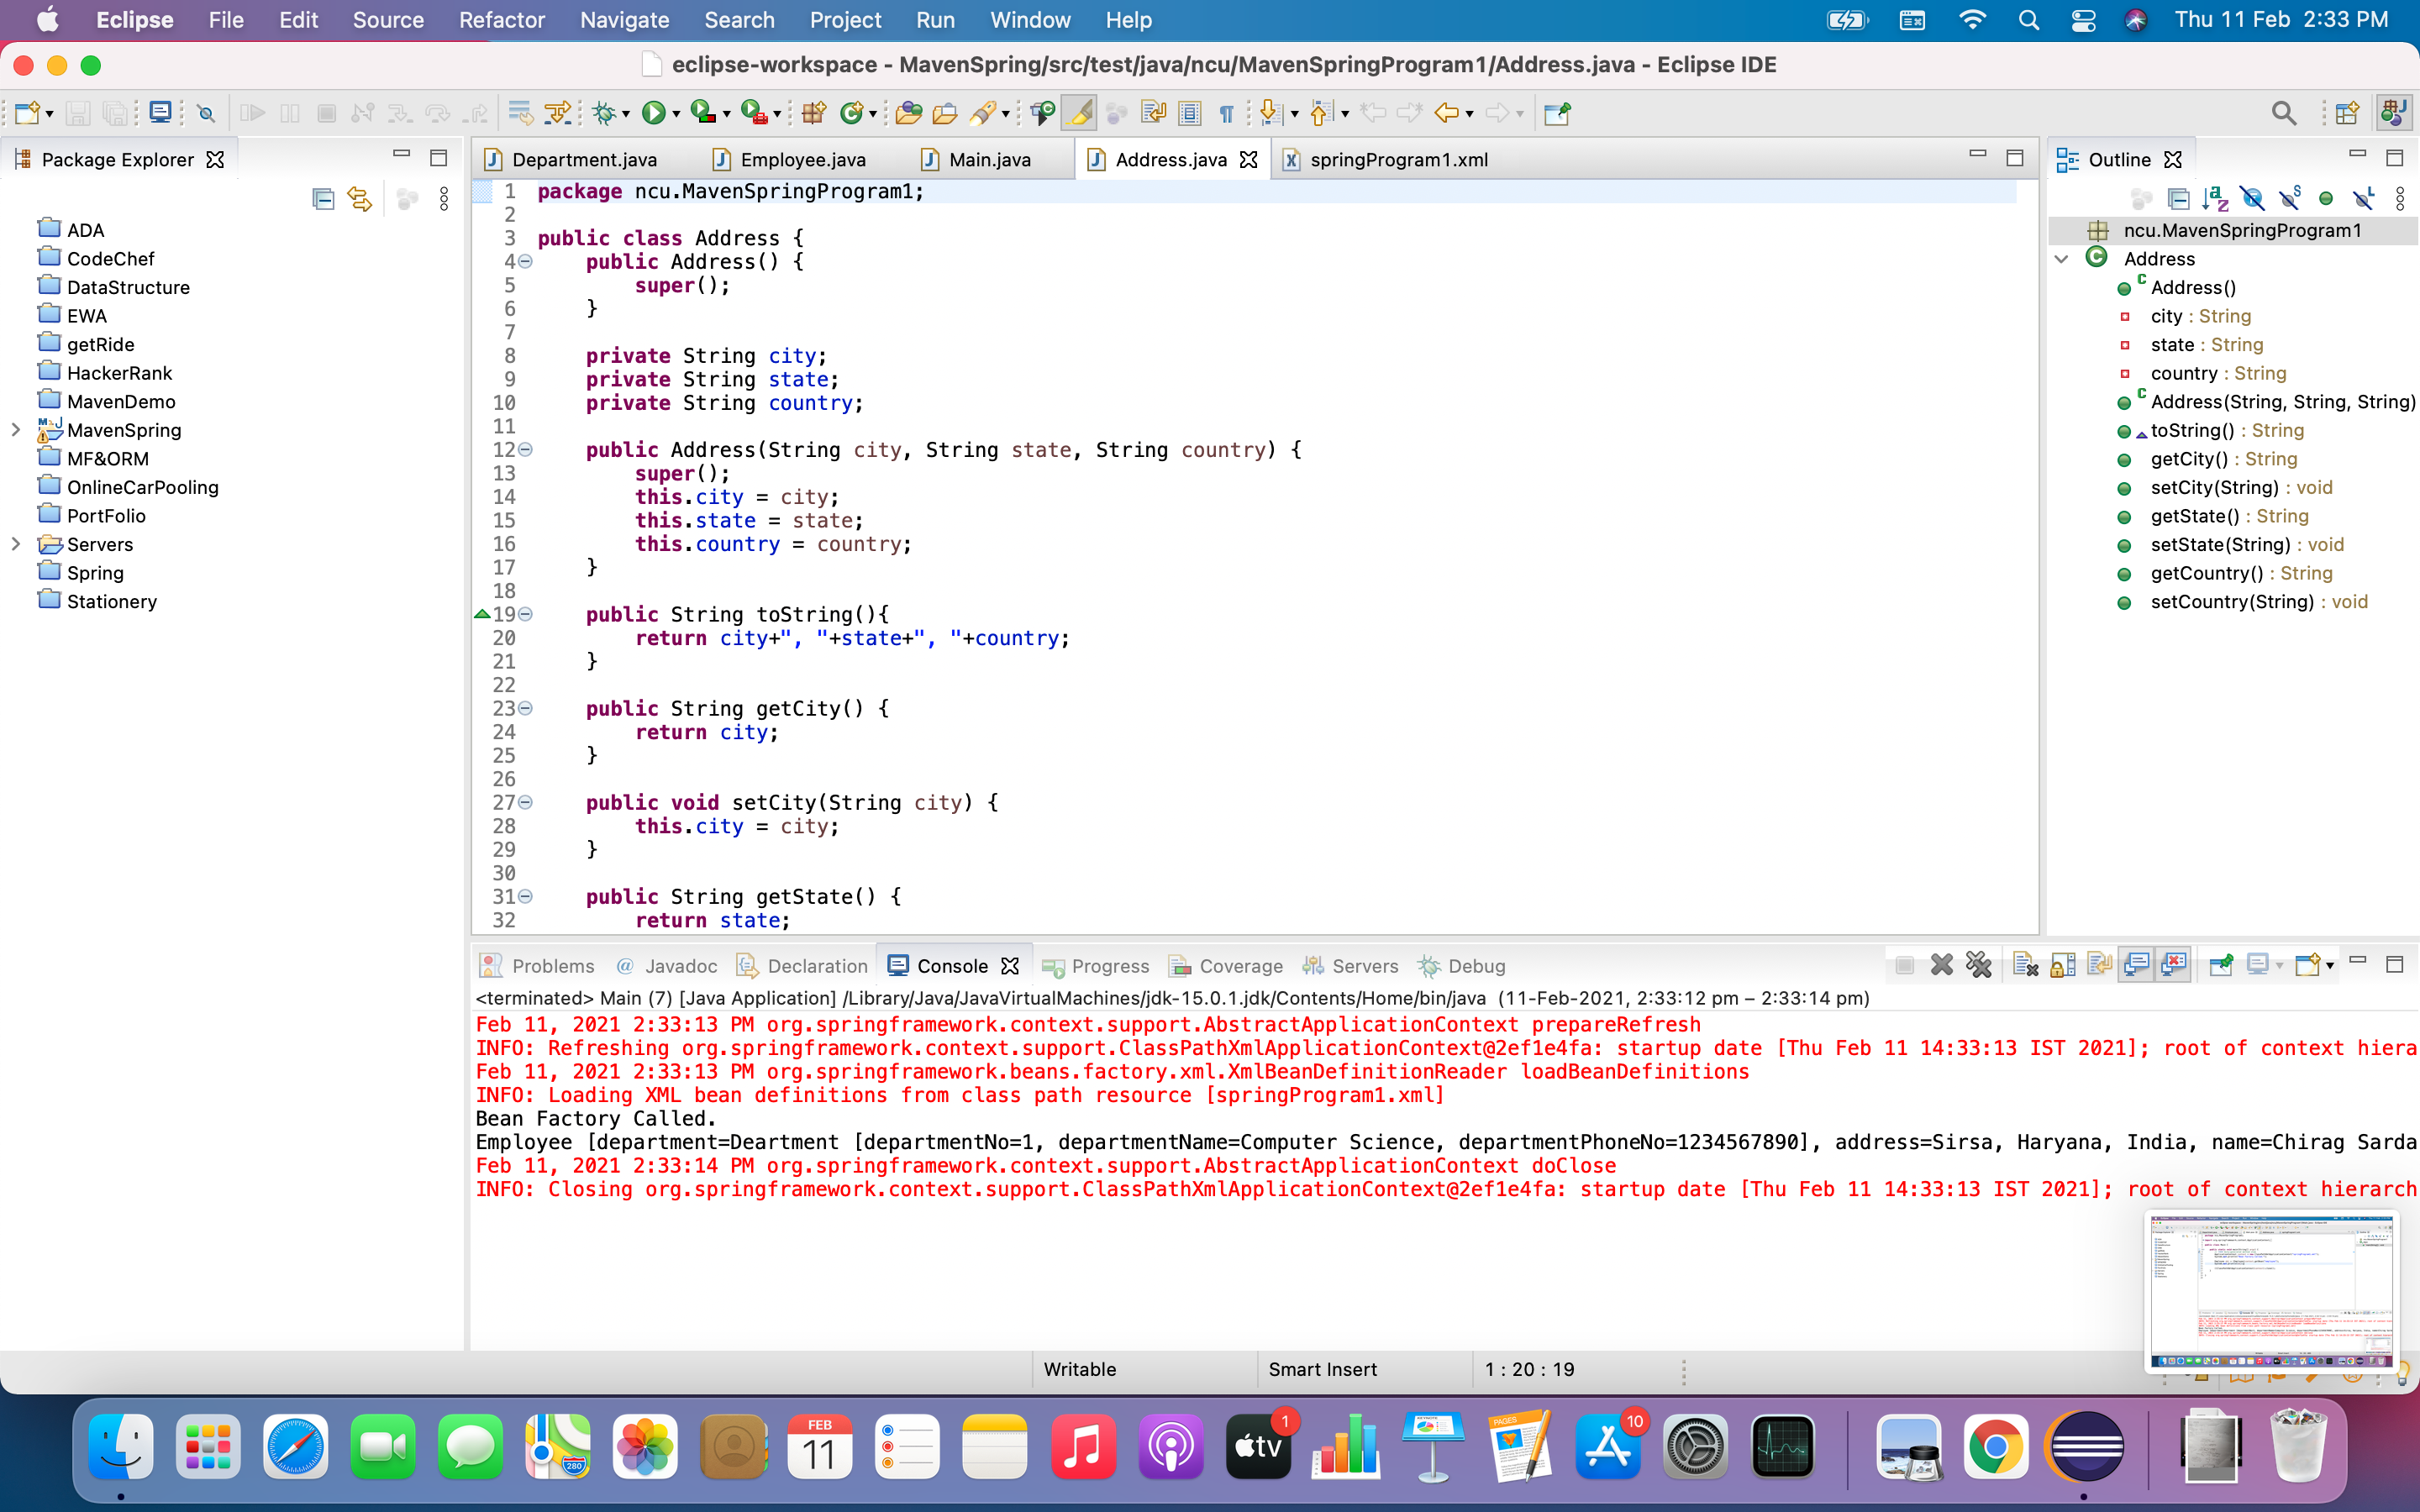 Eclipse File Edit Source Refactor Navigate Search Project Run Window Help Thu 11 Feb 2:33 PM
eclipse-workspace - MavenSpring/src/test/java/ncu/MavenSpringProgram1/Address.java - Eclipse IDE
Package Explorer
ADA
CodeChef
DataStructure
EWA
getRide
HackerRank
MavenDemo
MavenSpring
MF&ORM
OnlineCarPooling
PortFolio
Servers
Spring
Stationery
Department.java Employee.java Main.java Address.java springProgram1.xml
1 package ncu.MavenSpringProgram1;
2
3 public class Address {
4 public Address() {
5 super();
6 }
7
8 private String city;
9 private String state;
10 private String country;
11
12 public Address(String city, String state, String country) {
13 super();
14 this.city = city;
15 this.state = state;
16 this.country = country;
17 }
18
19 public String toString(){
20 return city+", "+state+", "+country;
21 }
22
23 public String getCity() {
24 return city;
25 }
26
27 public void setCity(String city) {
28 this.city = city;
29 }
30
31 public String getState() {
32 return state;
Outline
ncu.MavenSpringProgram1
Address
Address()
city : String
state : String
country : String
Address(String, String, String)
toString() : String
getCity() : String
setCity(String) : void
getState() : String
setState(String) : void
getCountry() : String
setCountry(String) : void
Problems @ Javadoc Declaration Console Progress Coverage Servers Debug
<terminated> Main (7) [Java Application] /Library/Java/JavaVirtualMachines/jdk-15.0.1.jdk/Contents/Home/bin/java (11-Feb-2021, 2:33:12 pm – 2:33:14 pm)
Feb 11, 2021 2:33:13 PM org.springframework.context.support.AbstractApplicationContext prepareRefresh
INFO: Refreshing org.springframework.context.support.ClassPathXmlApplicationContext@2ef1e4fa: startup date [Thu Feb 11 14:33:13 IST 2021]; root of context hiera
Feb 11, 2021 2:33:13 PM org.springframework.beans.factory.xml.XmlBeanDefinitionReader loadBeanDefinitions
INFO: Loading XML bean definitions from class path resource [springProgram1.xml]
Bean Factory Called.
Employee [department=Deartment [departmentNo=1, departmentName=Computer Science, departmentPhoneNo=1234567890], address=Sirsa, Haryana, India, name=Chirag Sarda
Feb 11, 2021 2:33:14 PM org.springframework.context.support.AbstractApplicationContext doClose
INFO: Closing org.springframework.context.support.ClassPathXmlApplicationContext@2ef1e4fa: startup date [Thu Feb 11 14:33:13 IST 2021]; root of context hierarch
Writable Smart Insert 1 : 20 : 19
FEB
11
280
tv
1
PAGES
10